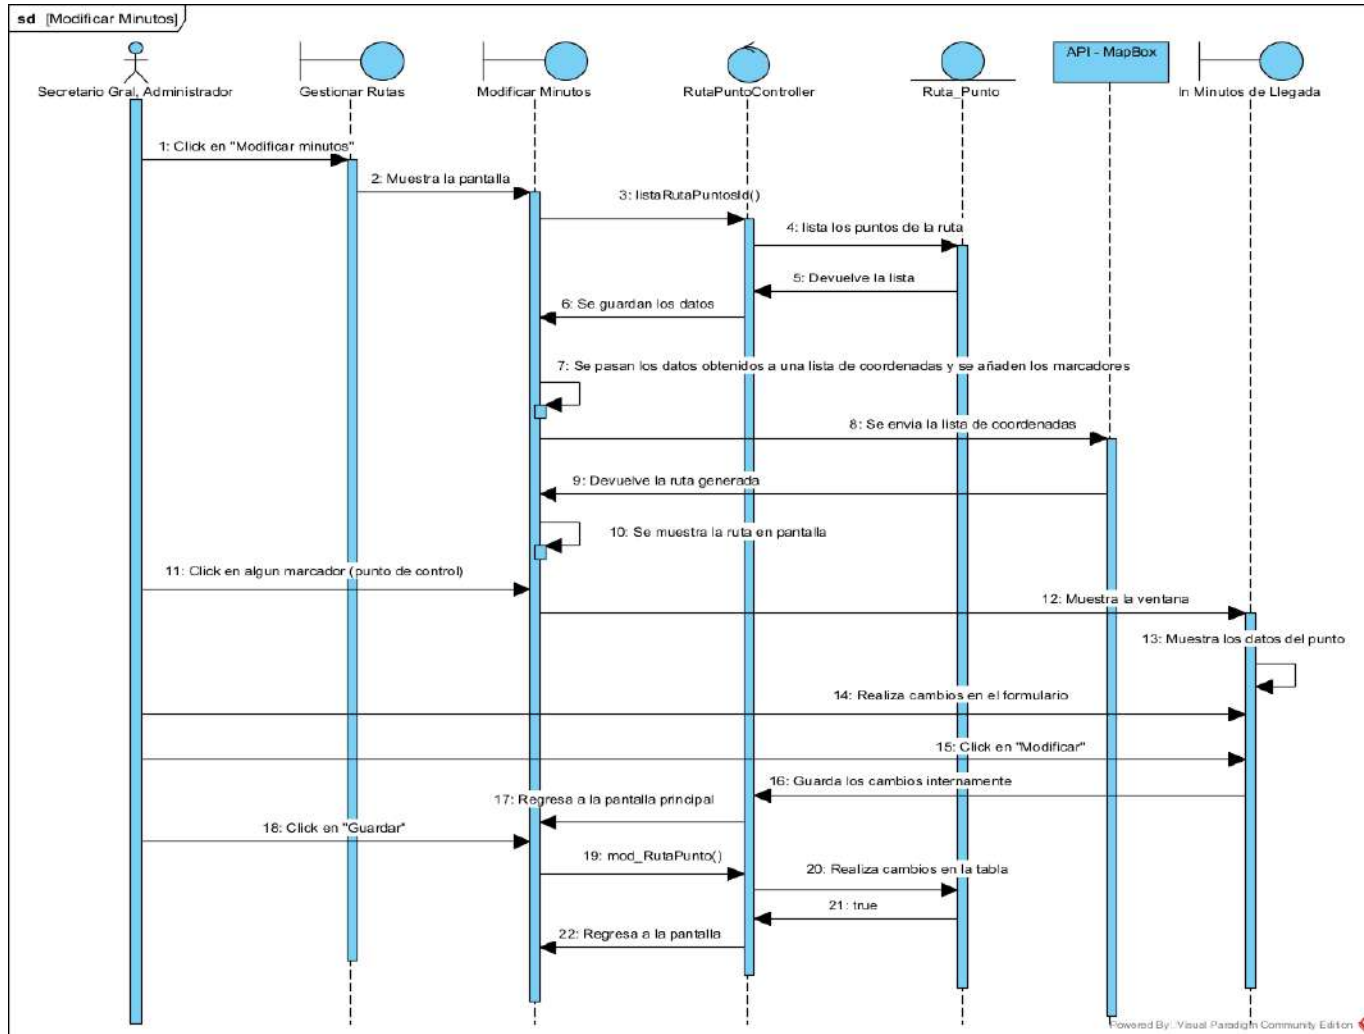 sd [Modificar Minutos]
API - MapBox
Secretario Gral, Administrador
Gestionar Rutas
Modificar Minutos
RutaPuntoController
Ruta_Punto
In Minutos de Llegada
1: Click en "Modificar minutos"
2: Muestra la pantalla
3: listaRutaPuntosId()
4: lista los puntos de la ruta
5: Devuelve la lista
6: Se guardan los datos
7: Se pasan los datos obtenidos a una lista de coordenadas y se añaden los marcadores
8: Se envia la lista de coordenadas
9: Devuelve la ruta generada
10: Se muestra la ruta en pantalla
11: Click en algun marcador (punto de control)
12: Muestra la ventana
13: Muestra los datos del punto
14: Realiza cambios en el formulario
15: Click en "Modificar"
16: Guarda los cambios internamente
17: Regresa a la pantalla principal
18: Click en "Guardar"
19: mod_RutaPunto()
20: Realiza cambios en la tabla
21: true
22: Regresa a la pantalla
Powered By Visual Paradigm Community Edition